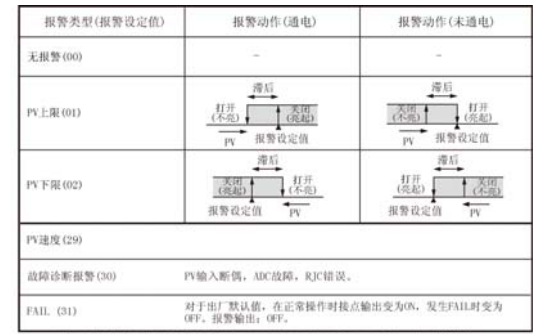 报警类型(报警设定值) 报警动作(通电) 报警动作(未通电)
无报警(00) - -
PV上限(01)
滞后
打开 关闭
(不亮) (亮起)
PV 报警设定值
滞后
关闭 打开
(不亮) (亮起)
PV 报警设定值
PV下限(02)
滞后
关闭 打开
(亮起) (不亮)
报警设定值 PV
滞后
打开 关闭
(亮起) (不亮)
报警设定值 PV
PV速度(29)
故障诊断报警(30) PV输入断偶，ADC故障，RJC错误。
FAIL (31) 对于出厂默认值，在正常操作时接点输出变为ON，发生FAIL时变为
OFF。报警输出：OFF。